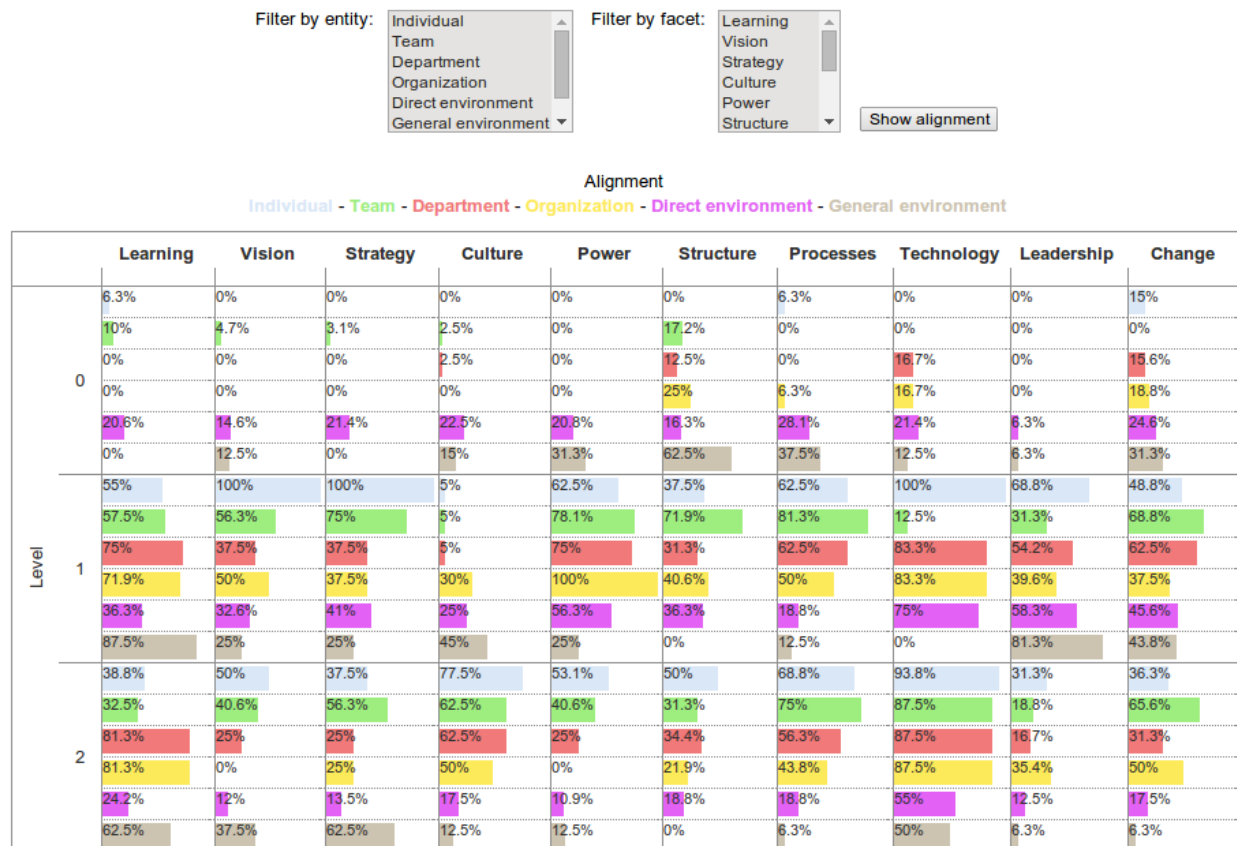 Filter by entity:
Individual
Team
Department
Organization
Direct environment
General environment
Filter by facet:
Learning
Vision
Strategy
Culture
Power
Structure
Show alignment
Alignment
Individual - Team - Department - Organization - Direct environment - General environment
Learning Vision Strategy Culture Power Structure Processes Technology Leadership Change
Level
0
6.3% 0% 0% 0% 0% 0% 6.3% 0% 0% 15%
10% 4.7% 3.1% 2.5% 0% 17.2% 0% 0% 0% 0%
0% 0% 0% 2.5% 0% 12.5% 0% 16.7% 0% 15.6%
0% 0% 0% 0% 0% 25% 6.3% 16.7% 0% 18.8%
20.6% 14.6% 21.4% 22.5% 20.8% 16.3% 28.1% 21.4% 6.3% 24.6%
0% 12.5% 0% 15% 31.3% 62.5% 37.5% 12.5% 6.3% 31.3%
1
55% 100% 100% 5% 62.5% 37.5% 62.5% 100% 68.8% 48.8%
57.5% 56.3% 75% 5% 78.1% 71.9% 81.3% 12.5% 31.3% 68.8%
75% 37.5% 37.5% 5% 75% 31.3% 62.5% 83.3% 54.2% 62.5%
71.9% 50% 37.5% 30% 100% 40.6% 50% 83.3% 39.6% 37.5%
36.3% 32.6% 41% 25% 56.3% 36.3% 18.8% 75% 58.3% 45.6%
87.5% 25% 25% 45% 25% 0% 12.5% 0% 81.3% 43.8%
2
38.8% 50% 37.5% 77.5% 53.1% 50% 68.8% 93.8% 31.3% 36.3%
32.5% 40.6% 56.3% 62.5% 40.6% 31.3% 75% 87.5% 18.8% 65.6%
81.3% 25% 25% 62.5% 25% 34.4% 56.3% 87.5% 16.7% 31.3%
81.3% 0% 25% 50% 0% 21.9% 43.8% 87.5% 35.4% 50%
24.2% 12% 13.5% 17.5% 10.9% 18.8% 18.8% 55% 12.5% 17.5%
62.5% 37.5% 62.5% 12.5% 12.5% 0% 6.3% 50% 6.3% 6.3%